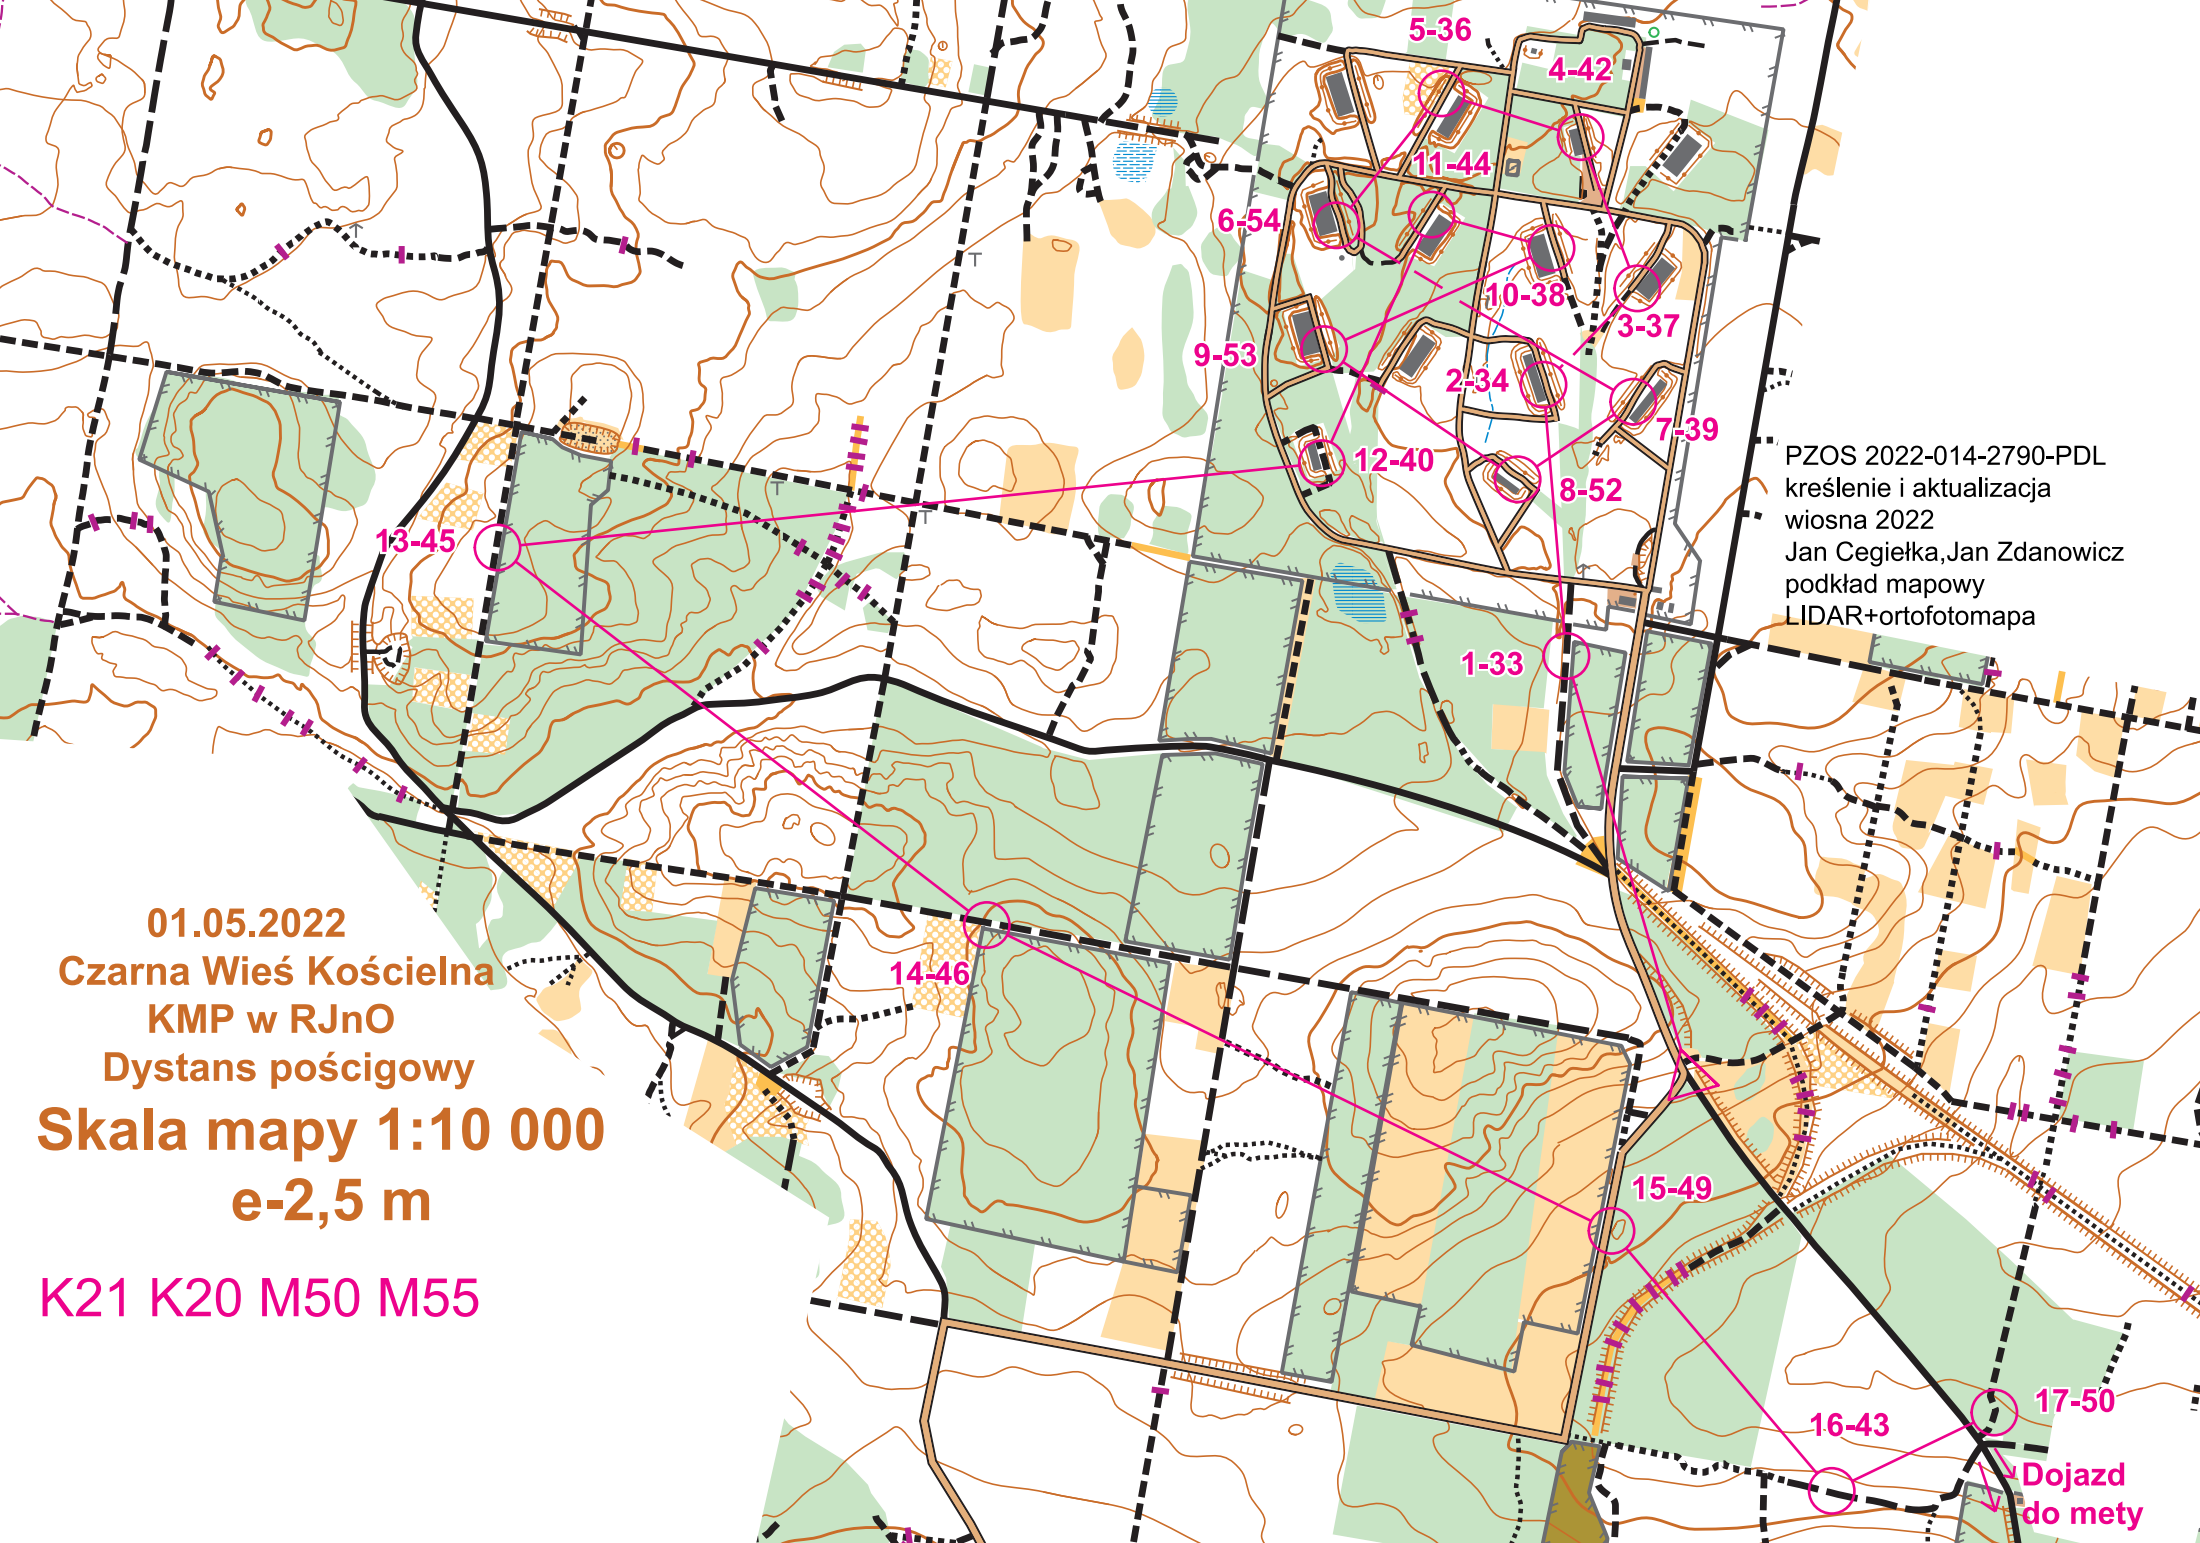 5-36
4-42
11-44
6-54
10-38
3-37
9-53
2-34
7-39
12-40
8-52
13-45
1-33
PZOS 2022-014-2790-PDL
kreślenie i aktualizacja
wiosna 2022
Jan Cegiełka,Jan Zdanowicz
podkład mapowy
LIDAR+ortofotomapa
01.05.2022
Czarna Wieś Kościelna
KMP w RJnO
Dystans pościgowy
Skala mapy 1:10 000
e-2,5 m
K21 K20 M50 M55
14-46
15-49
16-43
17-50
Dojazd
do mety